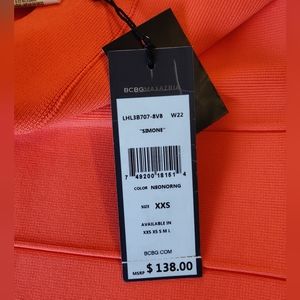 BCBGMAXAZRIA
LHL3B707-8V8 W22
"SIMONE"
7 49200 18151 4
COLOR NEONORNG
SIZE XXS
AVAILABLE IN
XXS XS S M L
BCBG.COM
MSRP $ 138.00